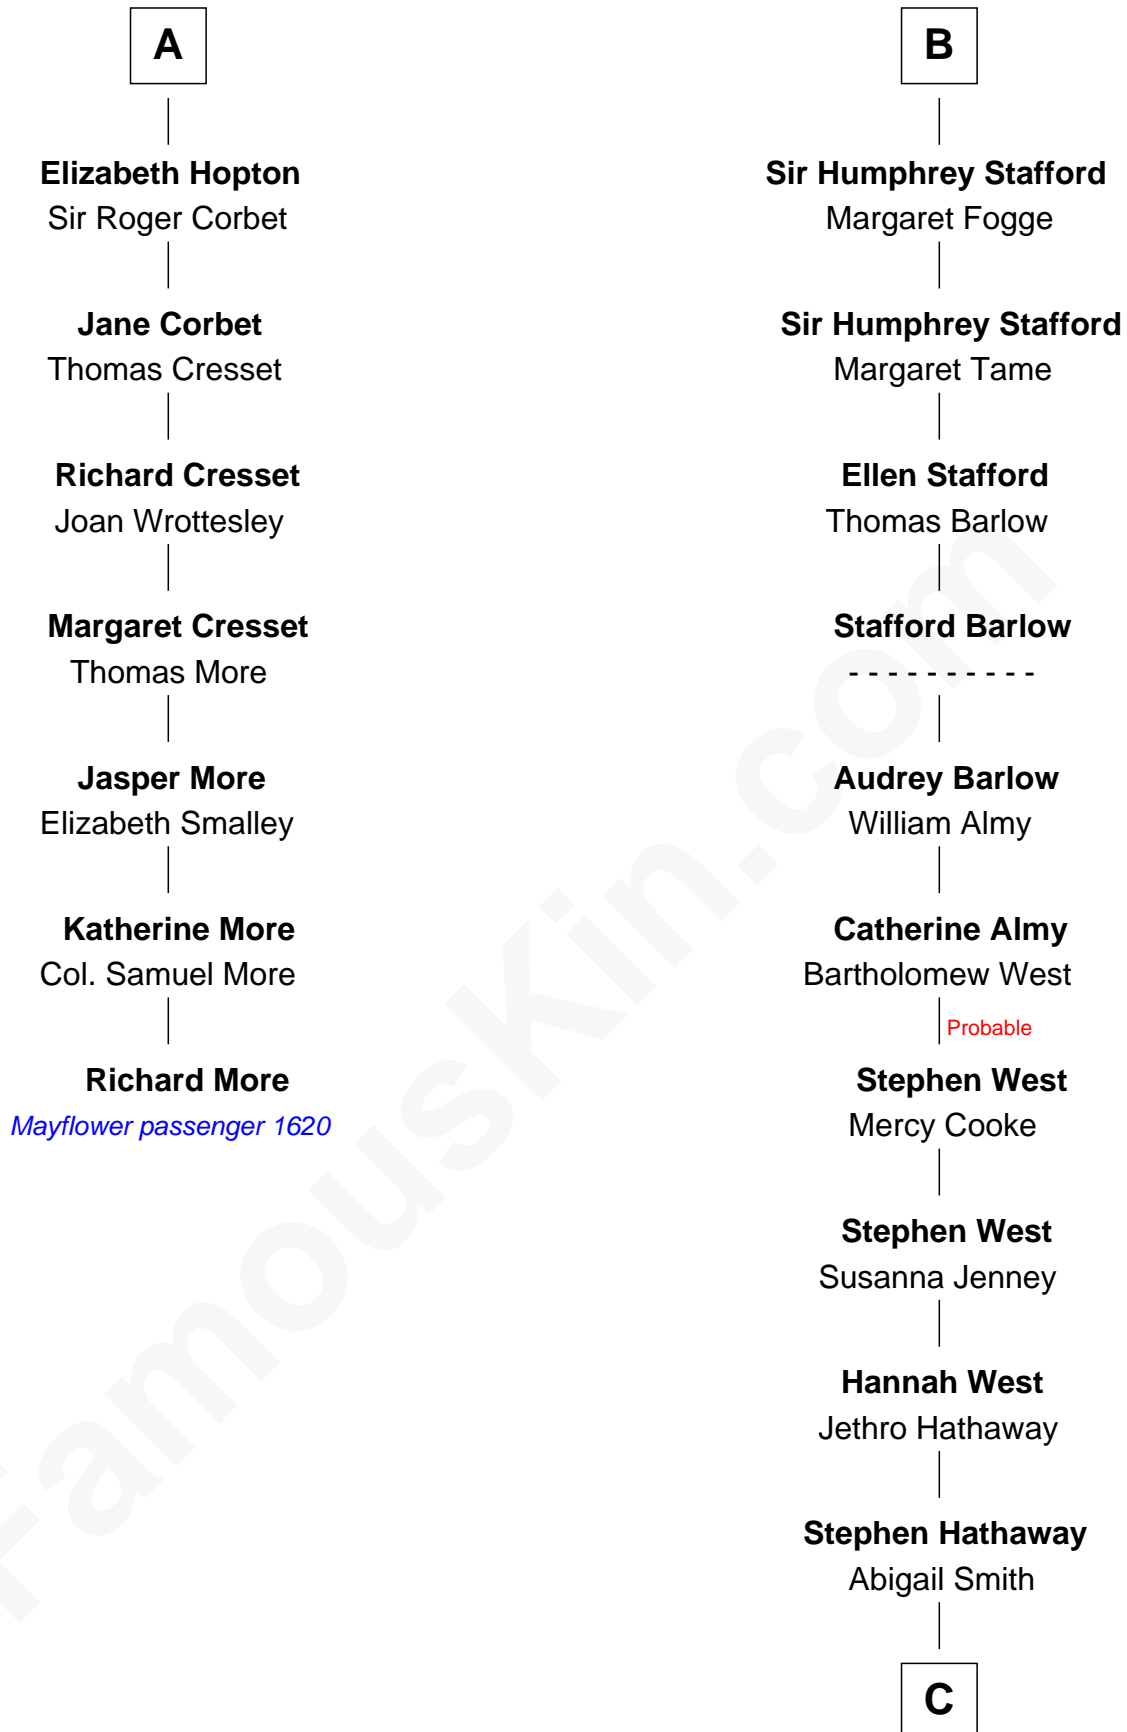 A
Elizabeth Hopton
Sir Roger Corbet
Jane Corbet
Thomas Cresset
Richard Cresset
Joan Wrottesley
Margaret Cresset
Thomas More
Jasper More
Elizabeth Smalley
Katherine More
Col. Samuel More
Richard More
Mayflower passenger 1620
B
Sir Humphrey Stafford
Margaret Fogge
Sir Humphrey Stafford
Margaret Tame
Ellen Stafford
Thomas Barlow
Stafford Barlow
- - - - - - - - - -
Audrey Barlow
William Almy
Catherine Almy
Bartholomew West
Probable
Stephen West
Mercy Cooke
Stephen West
Susanna Jenney
Hannah West
Jethro Hathaway
Stephen Hathaway
Abigail Smith
C
FamousKin.com